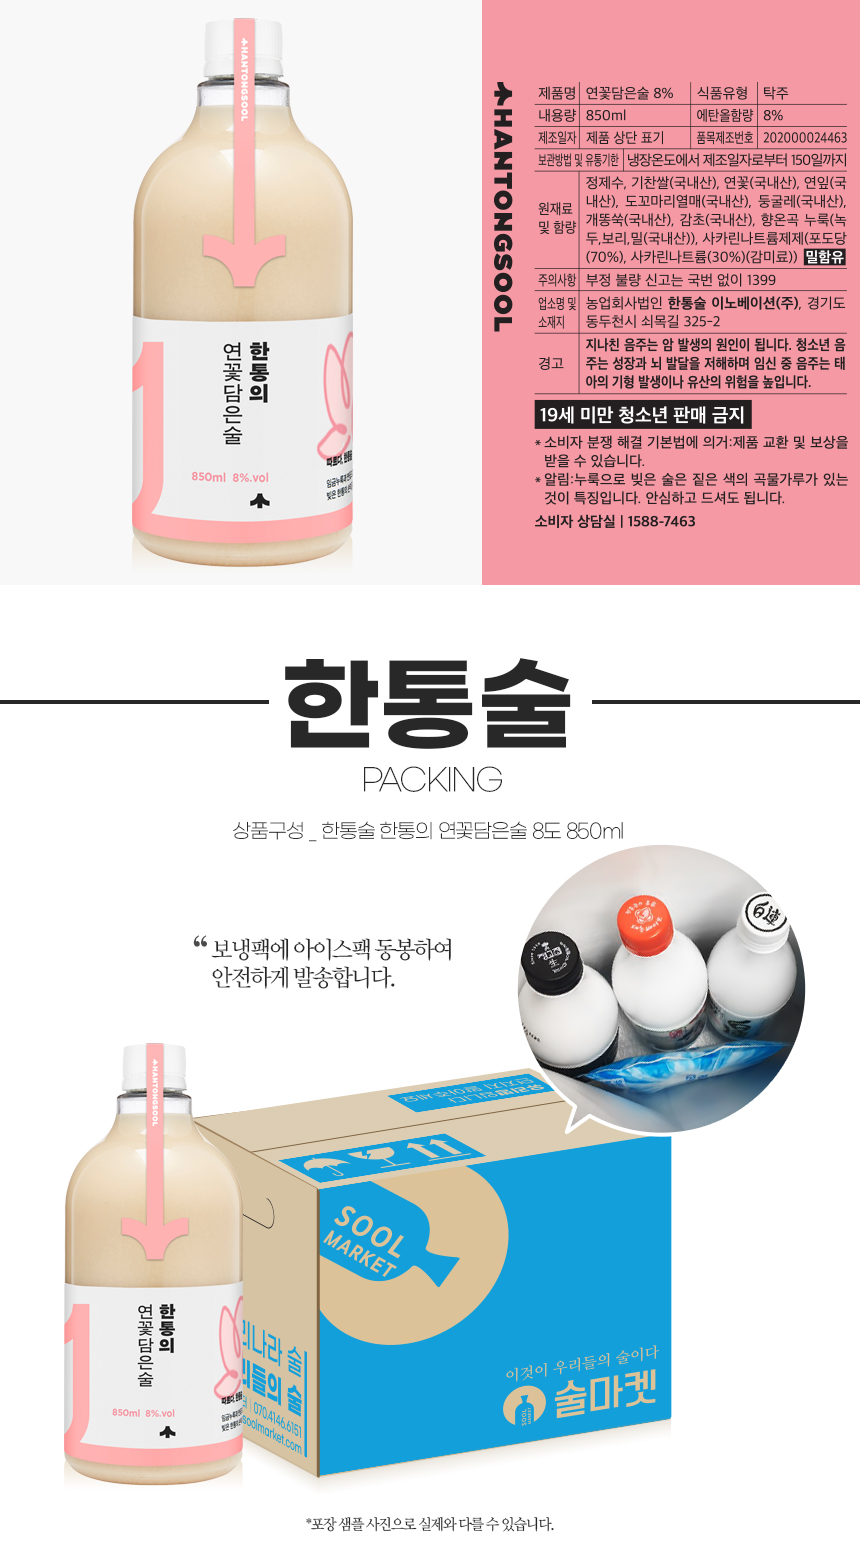 HANTONGSOOL
한통의
연꽃담은술
850ml 8%.vol
HANTONGSOOL
제품명 연꽃담은술 8% 식품유형 탁주
내용량 850ml 에탄올함량 8%
제조일자 제품 상단 표기 품목제조번호 202000024463
보관방법 및 유통기한 냉장온도에서 제조일자로부터 150일까지
원재료 및 함량
정제수, 기찬쌀(국내산), 연꽃(국내산), 연잎(국
내산), 도꼬마리열매(국내산), 둥굴레(국내산),
개똥쑥(국내산), 감초(국내산), 향온곡 누룩(녹
두,보리,밀(국내산)), 사카린나트륨제제(포도당
(70%), 사카린나트륨(30%)(감미료)) 밀함유
주의사항 부정 불량 신고는 국번 없이 1399
업소명 및 소재지
농업회사법인 한통술 이노베이션(주), 경기도
동두천시 쇠목길 325-2
경고
지나친 음주는 암 발생의 원인이 됩니다. 청소년 음
주는 성장과 뇌 발달을 저해하며 임신 중 음주는 태
아의 기형 발생이나 유산의 위험을 높입니다.
19세 미만 청소년 판매 금지
* 소비자 분쟁 해결 기본법에 의거:제품 교환 및 보상을
받을 수 있습니다.
* 알림:누룩으로 빚은 술은 짙은 색의 곡물가루가 있는
것이 특징입니다. 안심하고 드셔도 됩니다.
소비자 상담실 | 1588-7463
한통술
PACKING
상품구성 _ 한통술 한통의 연꽃담은술 8도 850ml
“ 보냉팩에 아이스팩 동봉하여
안전하게 발송합니다.
HANTONGSOOL
한통의
연꽃담은술
850ml 8%.vol
SOOL
MARKET
리나라 술
리들의 술
070.4146.6151
soolmarket.com
이것이 우리들의 술이다
술마켓
*포장 샘플 사진으로 실제와 다를 수 있습니다.